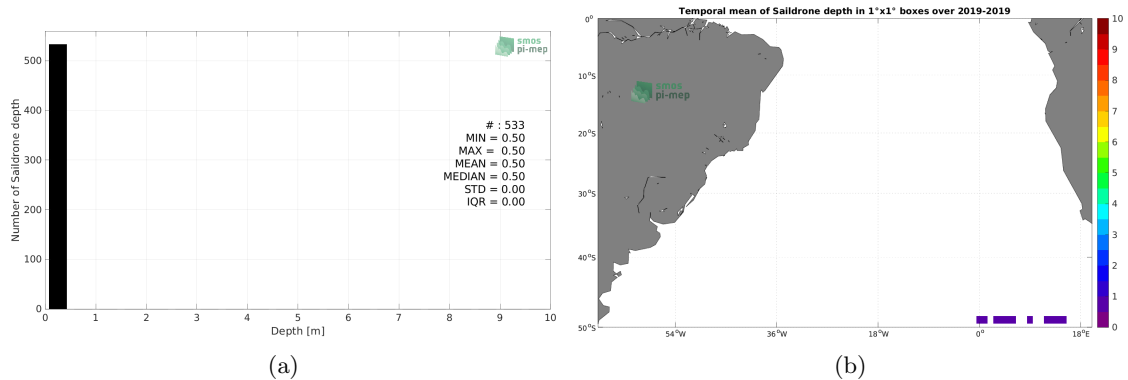 smos
pi-mep
Number of Saildrone depth
500
400
300
200
100
0
# : 533
MIN = 0.50
MAX = 0.50
MEAN = 0.50
MEDIAN = 0.50
STD = 0.00
IQR = 0.00
0 1 2 3 4 5 6 7 8 9 10
Depth [m]
(a)
Temporal mean of Saildrone depth in 1°x1° boxes over 2019-2019
smos
pi-mep
0°
10°S
20°S
30°S
40°S
50°S
54°W 36°W 18°W 0° 18°E
10
9
8
7
6
5
4
3
2
1
0
(b)